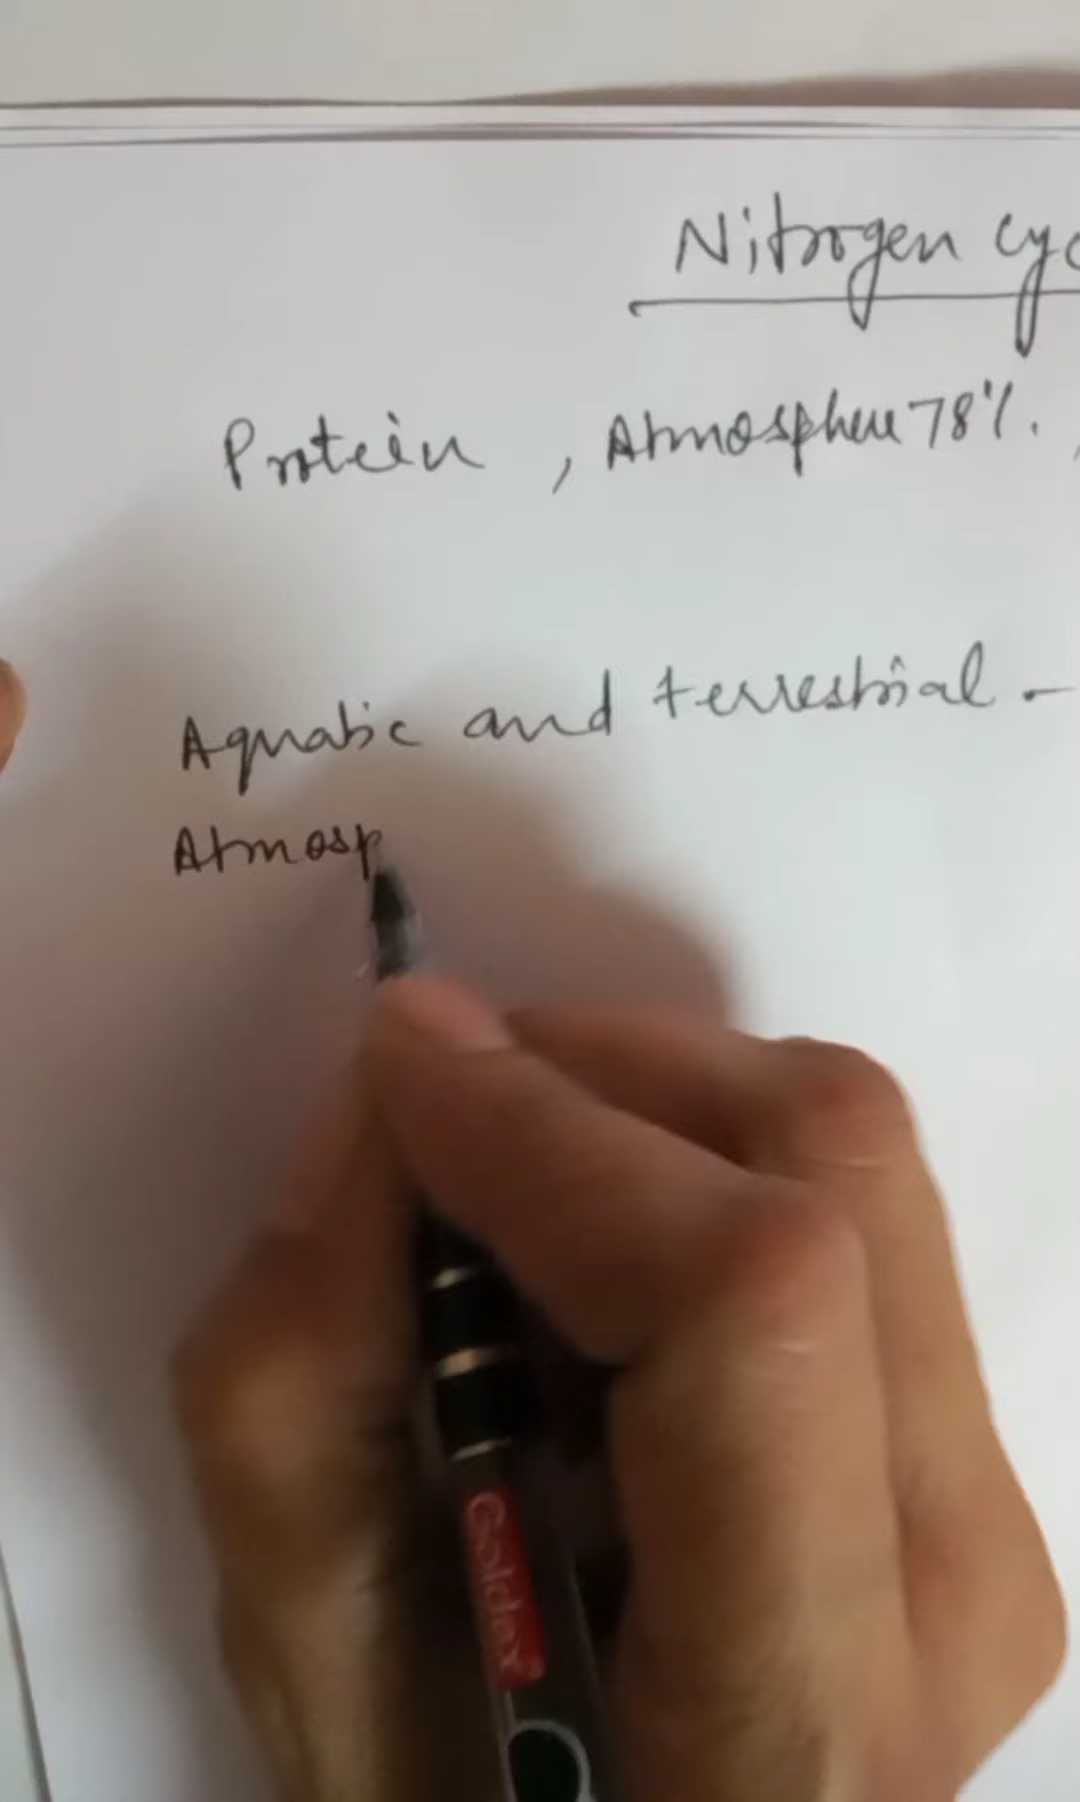 Nitrogen Cyc
Protein , Atmosphere 78%. ,
Aquatic and terrestrial -
Atmosp
Goldex